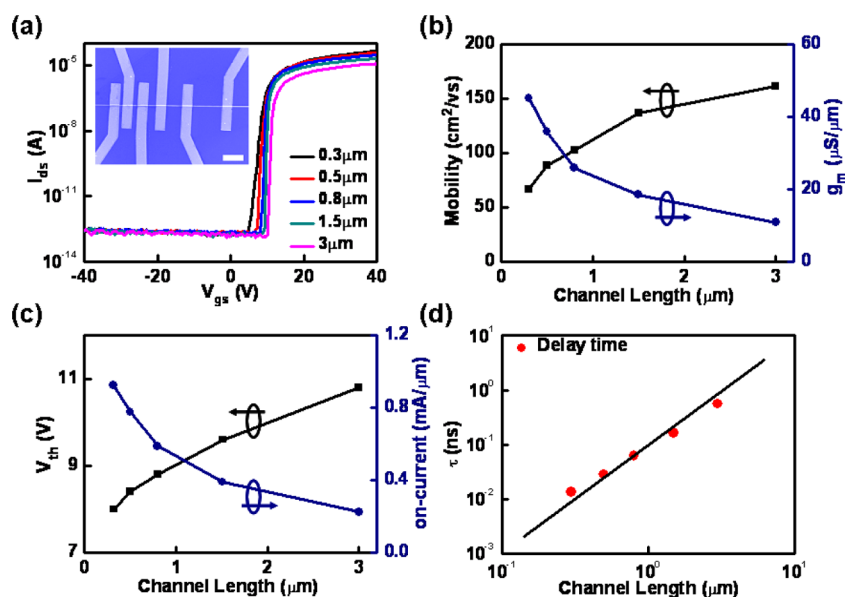 (a)
I_ds (A)
10^-5
10^-8
10^-11
10^-14
0.3μm
0.5μm
0.8μm
1.5μm
3μm
-40 -20 0 20 40
V_gs (V)
(b)
Mobility (cm^2/vs)
200
150
100
50
0
60
40
20
0
g_m (μS/μm)
0 1 2 3
Channel Length (μm)
(c)
V_th (V)
11
9
7
1.2
0.8
0.4
0.0
on-current (mA/μm)
0 1 2 3
Channel Length (μm)
(d)
Delay time
τ (ns)
10^1
10^0
10^-1
10^-2
10^-3
10^-1 10^0 10^1
Channel Length (μm)